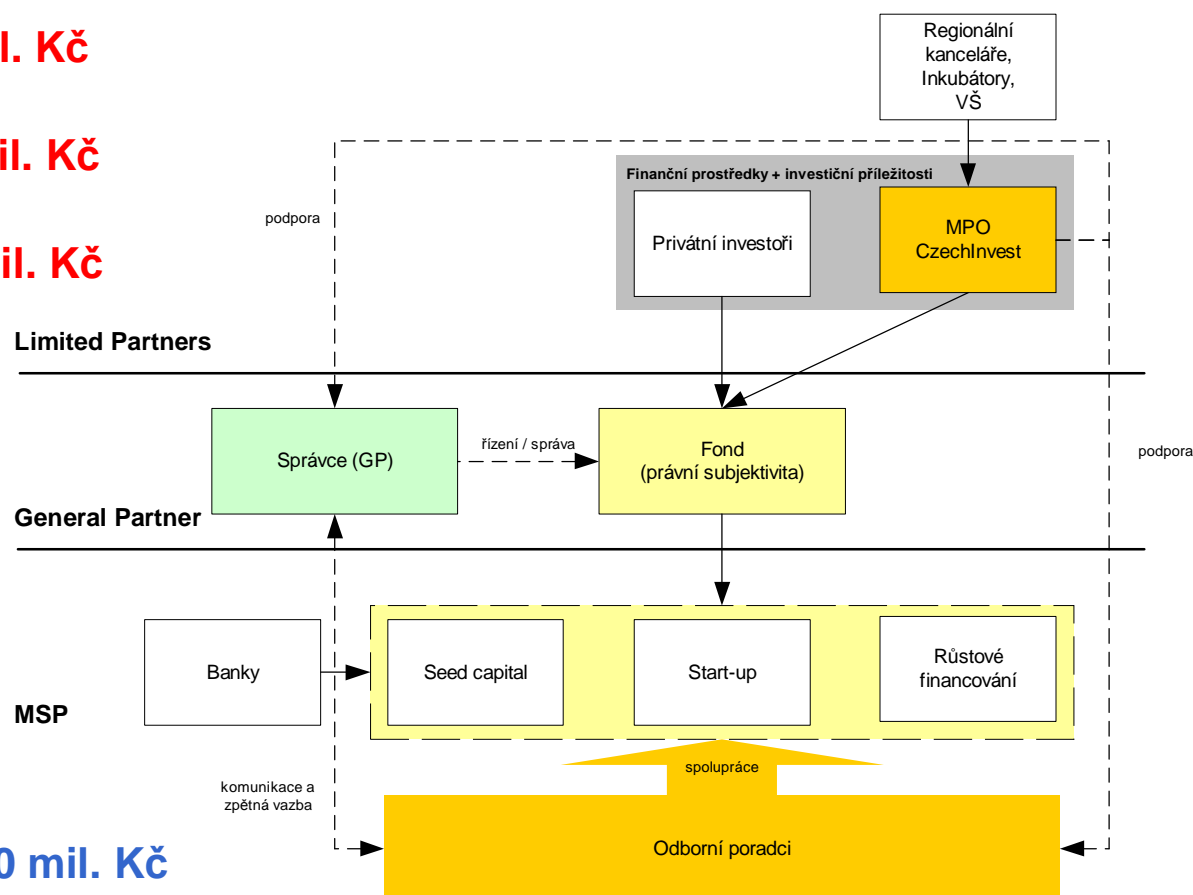 l. Kč
il. Kč
il. Kč
Regionální
kanceláře,
Inkubátory,
VŠ
Finanční prostředky + investiční příležitosti
Privátní investoři
MPO
CzechInvest
podpora
Limited Partners
Správce (GP)
řízení / správa
Fond
(právní subjektivita)
podpora
General Partner
Banky
Seed capital
Start-up
Růstové
financování
MSP
spolupráce
komunikace a
zpětná vazba
Odborní poradci
0 mil. Kč